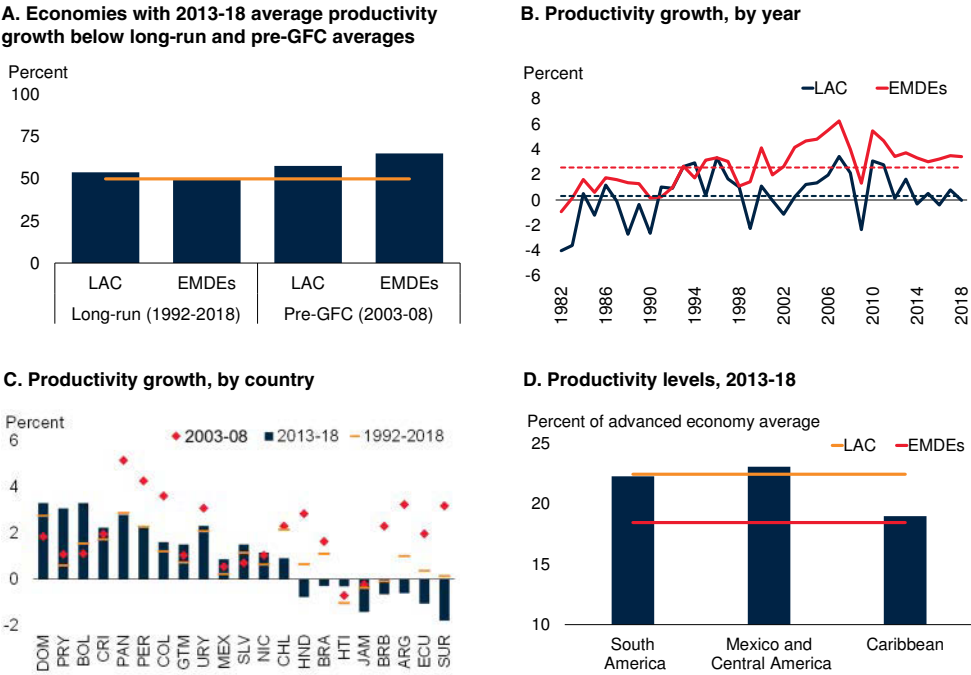 A. Economies with 2013-18 average productivity
growth below long-run and pre-GFC averages
Percent
100
75
50
25
0
LAC EMDEs LAC EMDEs
Long-run (1992-2018) Pre-GFC (2003-08)
B. Productivity growth, by year
Percent
LAC EMDEs
8
6
4
2
0
-2
-4
-6
1982 1986 1990 1994 1998 2002 2006 2010 2014 2018
C. Productivity growth, by country
Percent
2003-08 2013-18 1992-2018
6
4
2
0
-2
DOM PRY BOL CRI PAN PER COL GTM URY MEX SLV NIC CHL HND BRA HTI JAM BRB ARG ECU SUR
D. Productivity levels, 2013-18
Percent of advanced economy average
LAC EMDEs
25
20
15
10
South America
Mexico and Central America
Caribbean